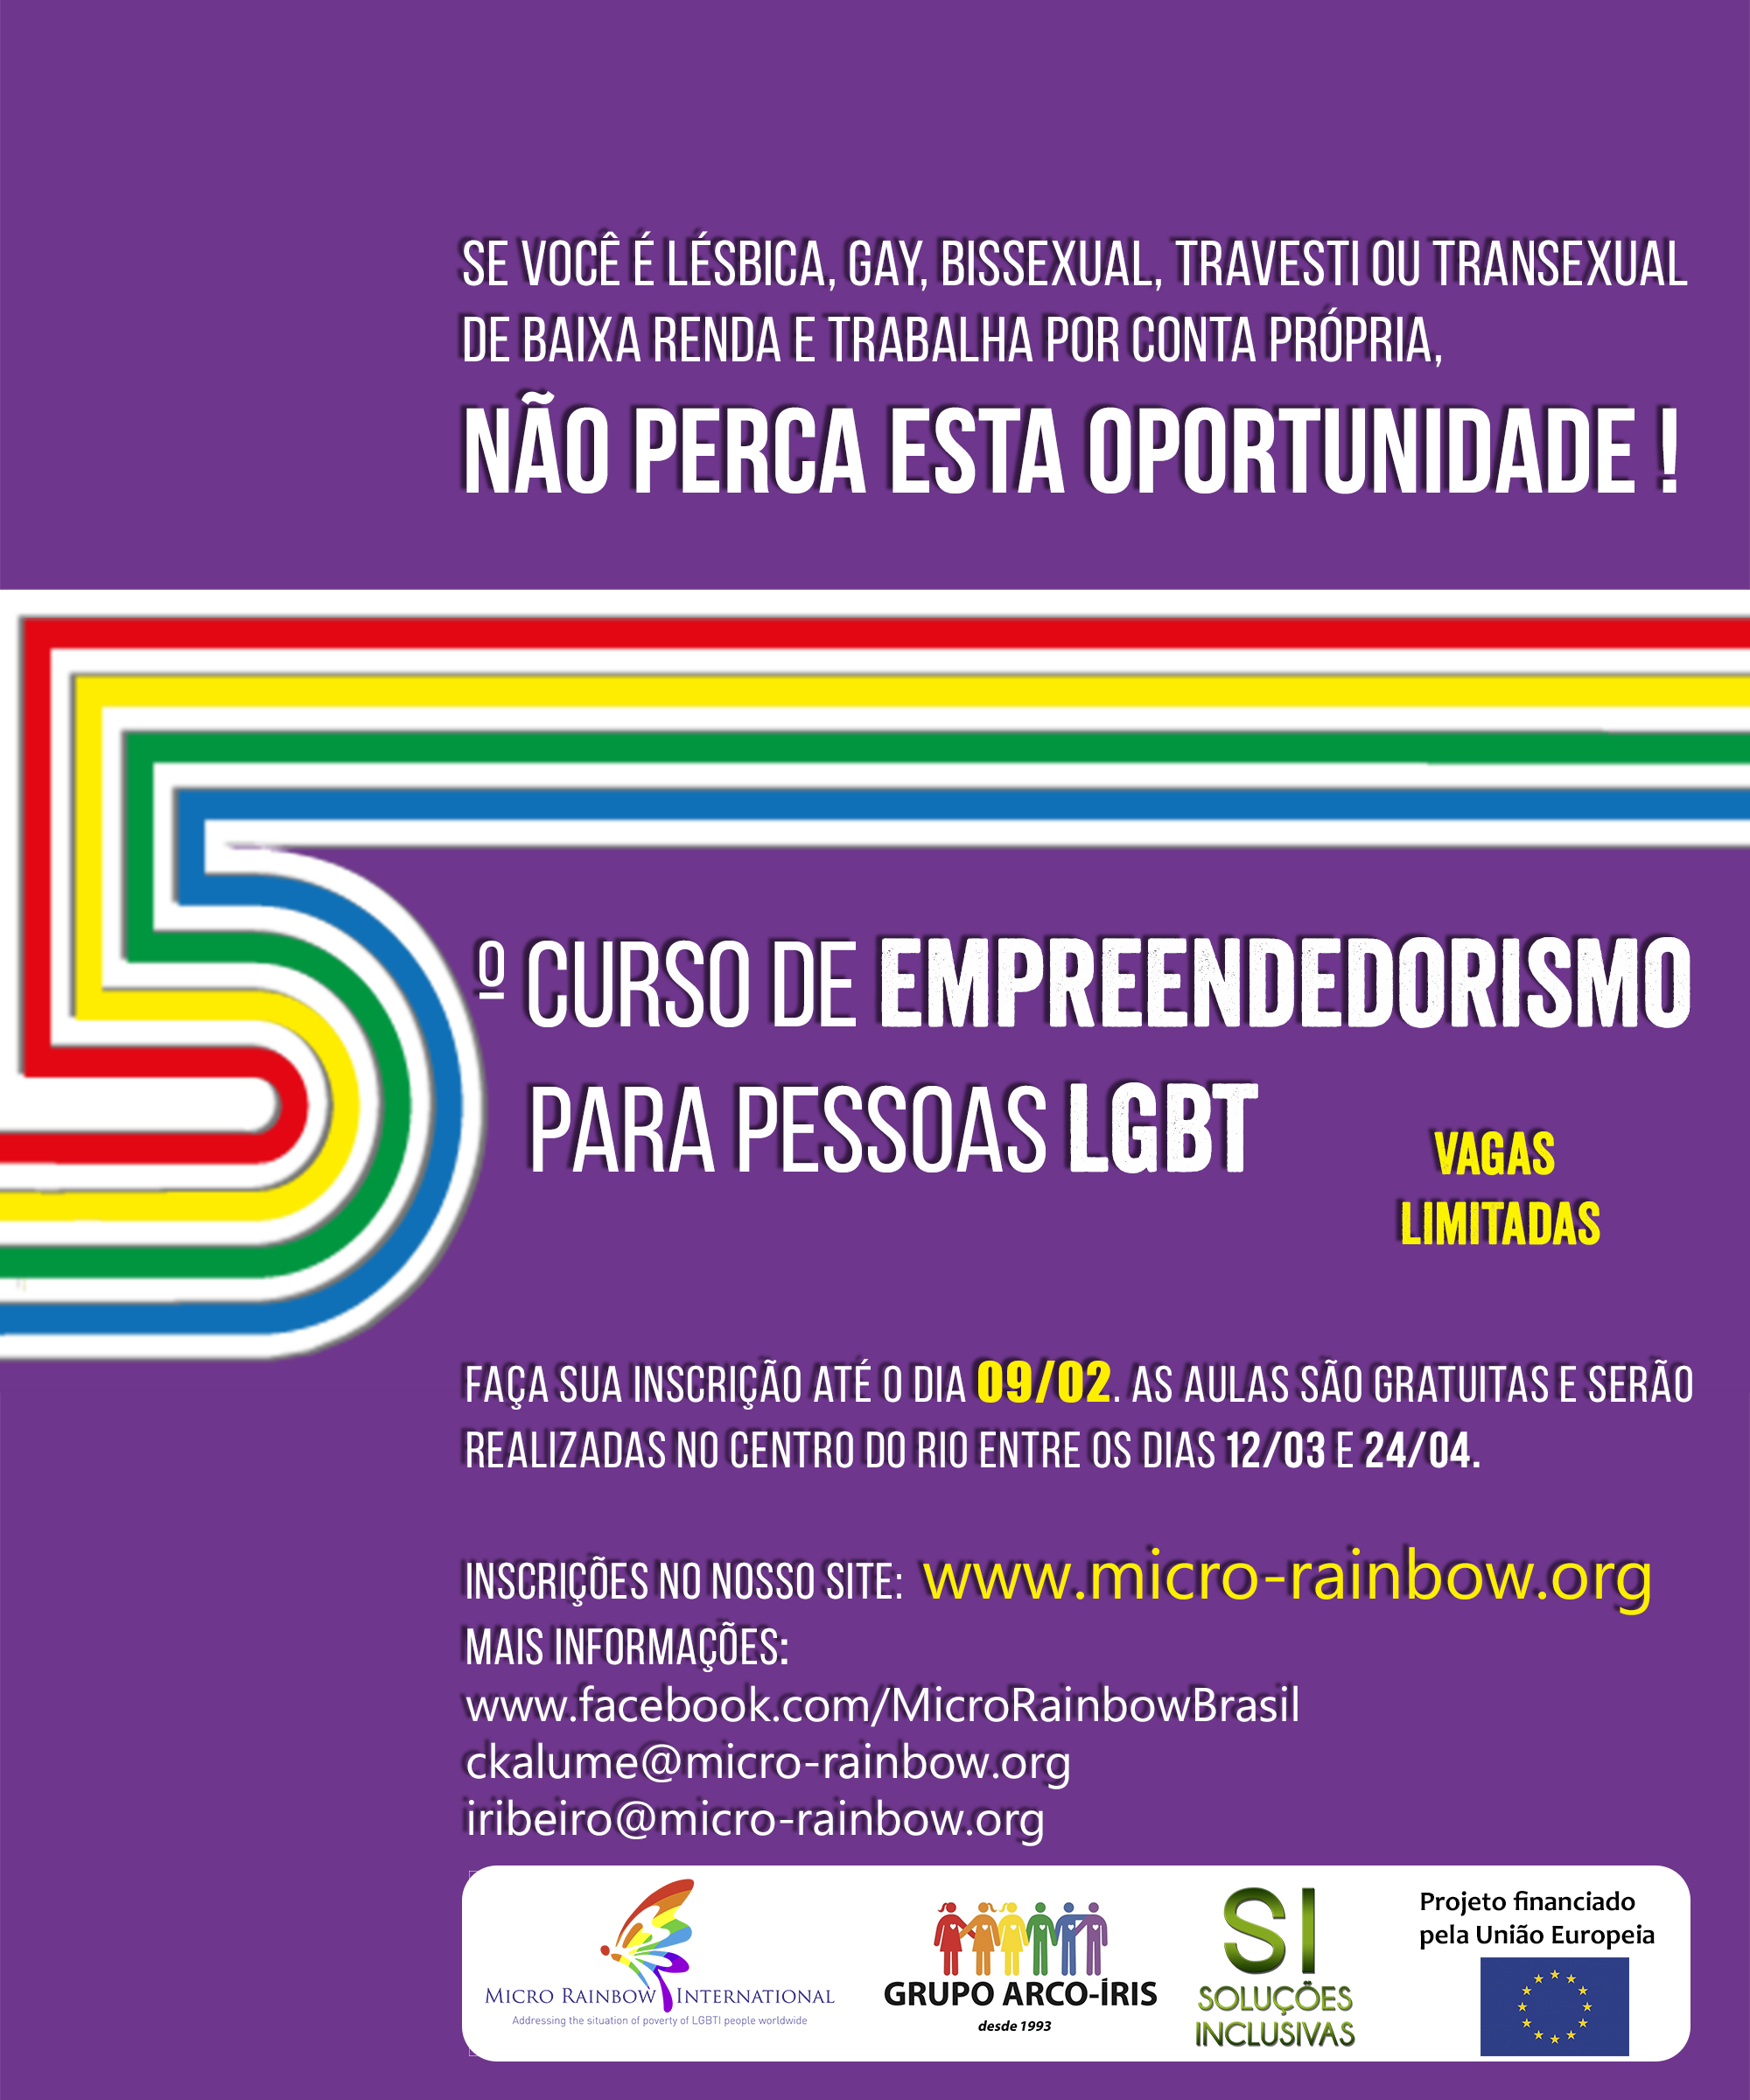 SE VOCÊ É LÉSBICA, GAY, BISSEXUAL, TRAVESTI OU TRANSEXUAL
DE BAIXA RENDA E TRABALHA POR CONTA PRÓPRIA,
NÃO PERCA ESTA OPORTUNIDADE !
5º CURSO DE EMPREENDEDORISMO
PARA PESSOAS LGBT
VAGAS
LIMITADAS
FAÇA SUA INSCRIÇÃO ATÉ O DIA 09/02. AS AULAS SÃO GRATUITAS E SERÃO
REALIZADAS NO CENTRO DO RIO ENTRE OS DIAS 12/03 E 24/04.
INSCRIÇÕES NO NOSSO SITE: www.micro-rainbow.org
MAIS INFORMAÇÕES:
www.facebook.com/MicroRainbowBrasil
ckalume@micro-rainbow.org
iribeiro@micro-rainbow.org
MICRO RAINBOW INTERNATIONAL
Addressing the situation of poverty of LGBTI people worldwide
GRUPO ARCO-ÍRIS
desde 1993
SI
SOLUÇÕES
INCLUSIVAS
Projeto financiado
pela União Europeia